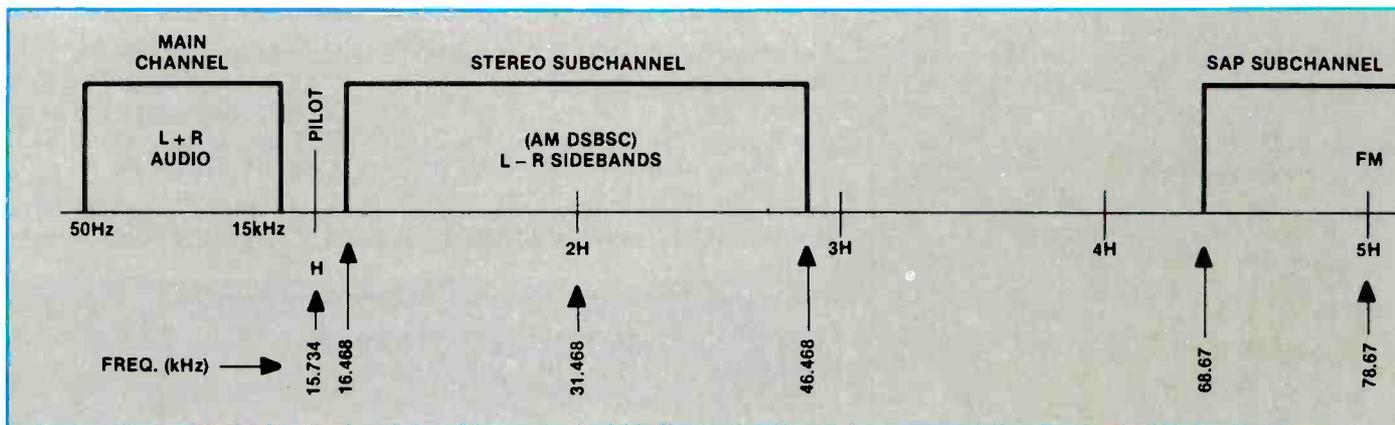 MAIN
CHANNEL
STEREO SUBCHANNEL
SAP SUBCHANNEL
L + R
AUDIO
PILOT
(AM DSBSC)
L – R SIDEBANDS
FM
50Hz
15kHz
H
2H
3H
4H
5H
FREQ. (kHz)
15.734
16.468
31.468
46.468
68.67
78.67